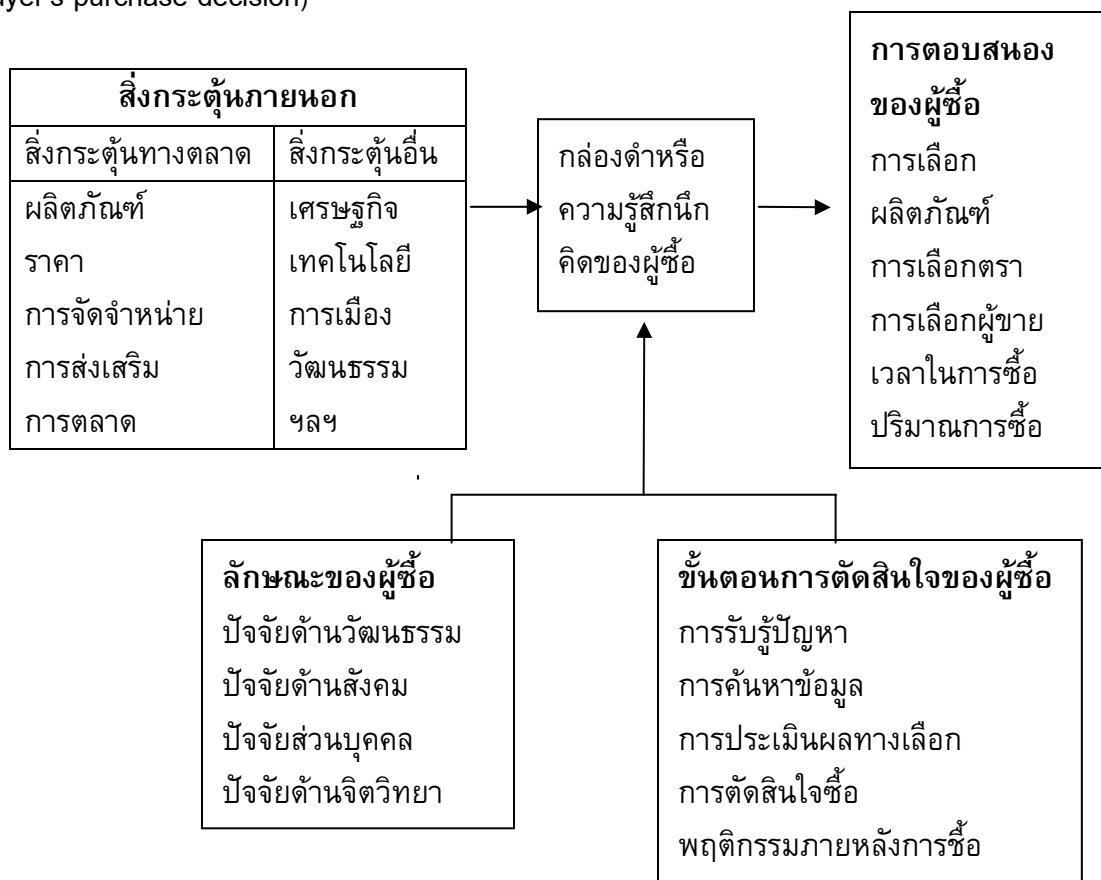 yer's purchase decision)
สิ่งกระตุ้นภายนอก
สิ่งกระตุ้นทางตลาด สิ่งกระตุ้นอื่น
ผลิตภัณฑ์ เศรษฐกิจ
ราคา เทคโนโลยี
การจัดจำหน่าย การเมือง
การส่งเสริม วัฒนธรรม
การตลาด ฯลฯ
กล่องดำหรือ
ความรู้สึกนึก
คิดของผู้ซื้อ
การตอบสนอง
ของผู้ซื้อ
การเลือก
ผลิตภัณฑ์
การเลือกตรา
การเลือกผู้ขาย
เวลาในการซื้อ
ปริมาณการซื้อ
ลักษณะของผู้ซื้อ
ปัจจัยด้านวัฒนธรรม
ปัจจัยด้านสังคม
ปัจจัยส่วนบุคคล
ปัจจัยด้านจิตวิทยา
ขั้นตอนการตัดสินใจของผู้ซื้อ
การรับรู้ปัญหา
การค้นหาข้อมูล
การประเมินผลทางเลือก
การตัดสินใจซื้อ
พฤติกรรมภายหลังการซื้อ